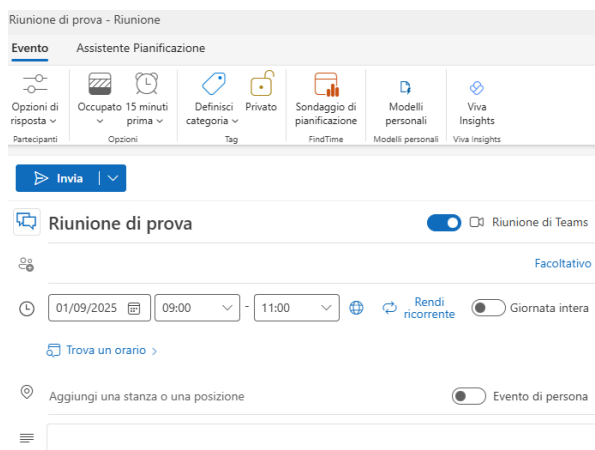 Riunione di prova - Riunione
Evento Assistente Pianificazione
Opzioni di risposta
Occupato
15 minuti prima
Definisci categoria
Privato
Sondaggio di pianificazione
Modelli personali
Viva Insights
Partecipanti Opzioni Tag FindTime Modelli personali Viva Insights
Invia
Riunione di prova Riunione di Teams
Facoltativo
01/09/2025 09:00 - 11:00 Rendi ricorrente Giornata intera
Trova un orario
Aggiungi una stanza o una posizione Evento di persona